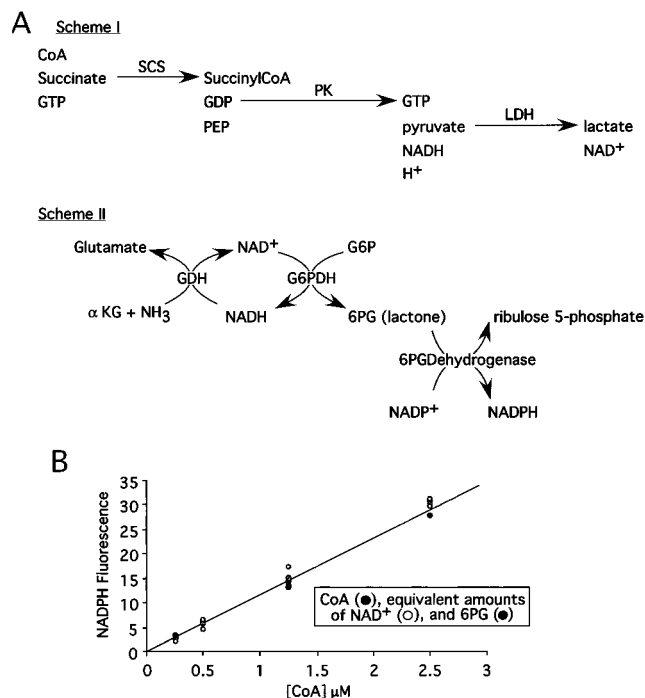 A
Scheme I
CoA
Succinate
GTP
SCS
SuccinylCoA
GDP
PEP
PK
GTP
pyruvate
NADH
H+
LDH
lactate
NAD+
Scheme II
Glutamate
NAD+
G6P
GDH
G6PDH
α KG + NH3
NADH
6PG (lactone)
ribulose 5-phosphate
6PGDehydrogenase
NADP+
NADPH
B
NADPH Fluorescence
35
30
25
20
15
10
5
0
CoA (●), equivalent amounts
of NAD+ (○), and 6PG (●)
0 0.5 1 1.5 2 2.5 3
[CoA] μM